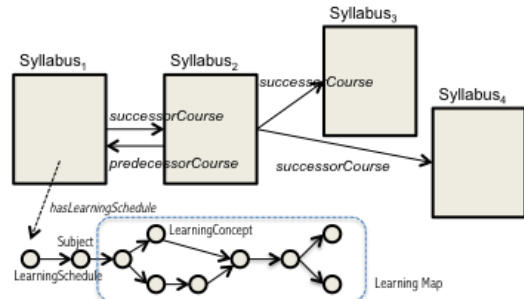 Syllabus3
Syllabus1
Syllabus2
Syllabus4
successorCourse
successorCourse
predecessorCourse
successorCourse
hasLearningSchedule
Subject
LearningConcept
LearningSchedule
Learning Map